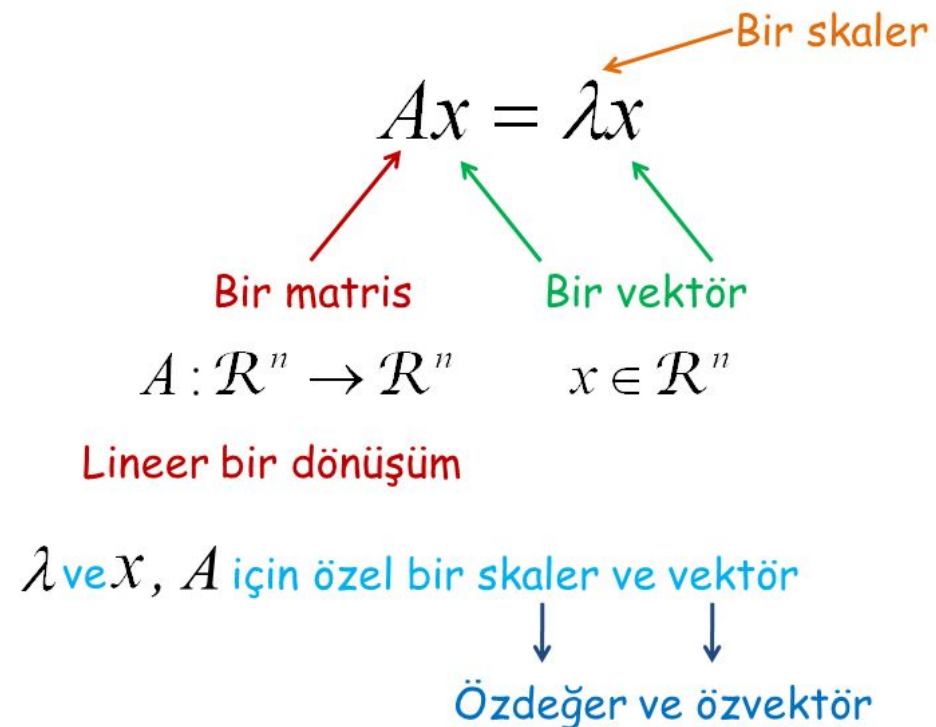 Bir skaler
Ax = λx
Bir matris Bir vektör
A : ℛⁿ → ℛⁿ x ∈ ℛⁿ
Lineer bir dönüşüm
λ ve x, A için özel bir skaler ve vektör
Özdeğer ve özvektör